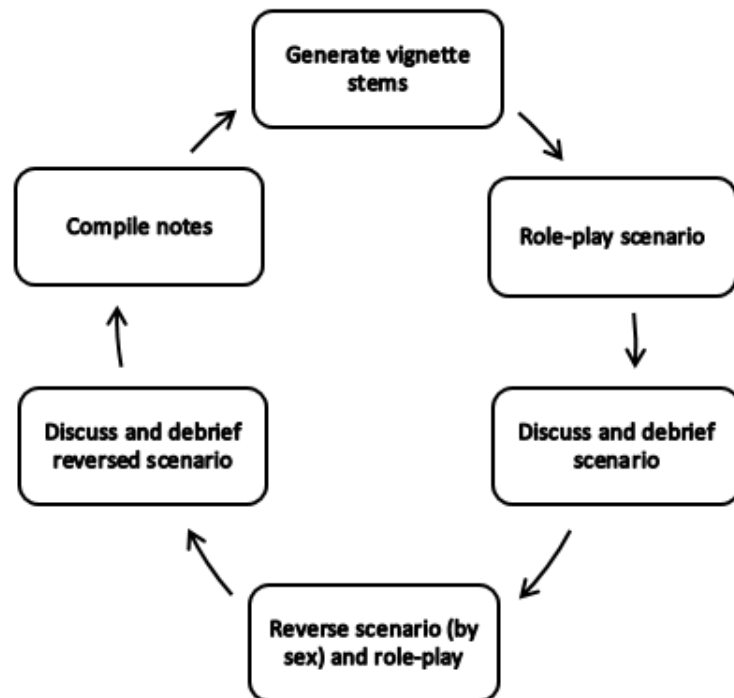 Generate vignette
stems
Role-play scenario
Discuss and debrief
scenario
Reverse scenario (by
sex) and role-play
Discuss and debrief
reversed scenario
Compile notes